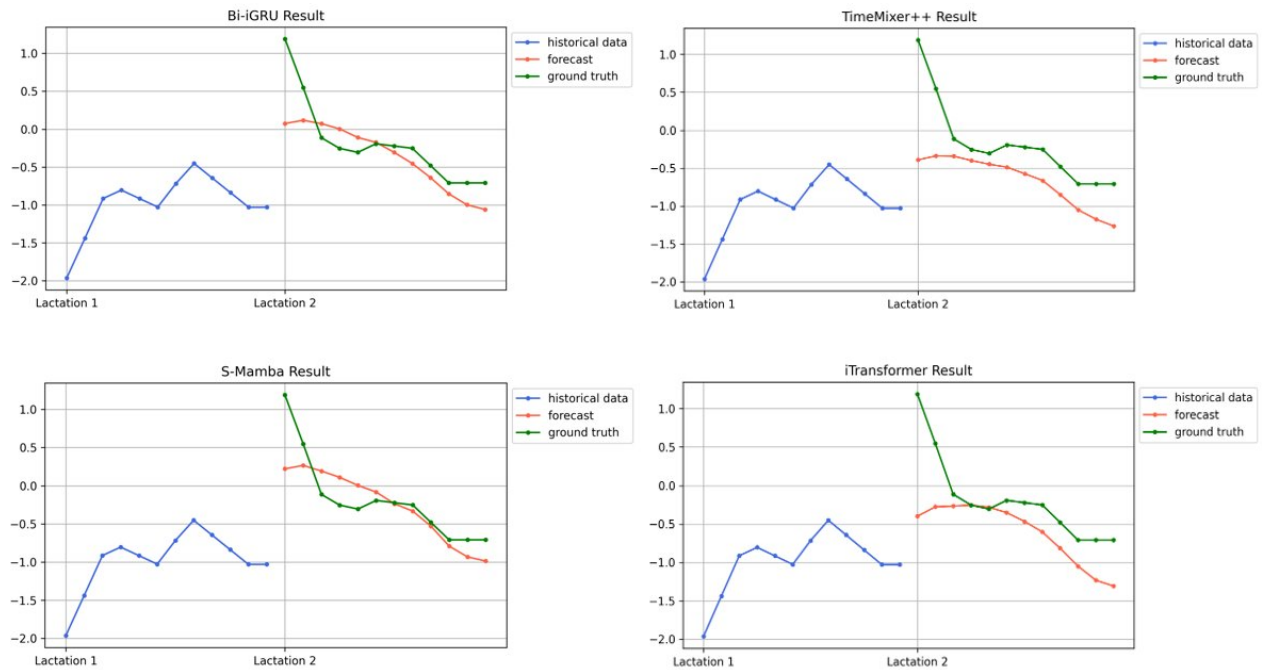 Bi-iGRU Result
1.0
0.5
0.0
−0.5
−1.0
−1.5
−2.0
Lactation 1
Lactation 2
historical data
forecast
ground truth
TimeMixer++ Result
1.0
0.5
0.0
−0.5
−1.0
−1.5
−2.0
Lactation 1
Lactation 2
historical data
forecast
ground truth
S-Mamba Result
1.0
0.5
0.0
−0.5
−1.0
−1.5
−2.0
Lactation 1
Lactation 2
historical data
forecast
ground truth
iTransformer Result
1.0
0.5
0.0
−0.5
−1.0
−1.5
−2.0
Lactation 1
Lactation 2
historical data
forecast
ground truth